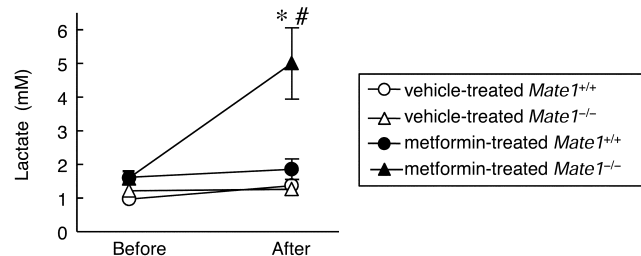 * #
6
5
4
3
2
1
0
Lactate (mM)
Before After
vehicle-treated Mate1+/+
vehicle-treated Mate1−/−
metformin-treated Mate1+/+
metformin-treated Mate1−/−